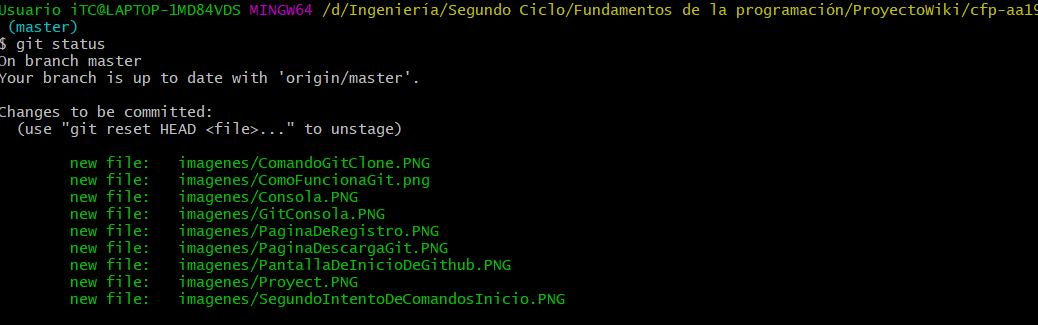 Usuario iTC@LAPTOP-1MD84VDS MINGW64 /d/Ingeniería/Segundo Ciclo/Fundamentos de la programación/ProyectoWiki/cfp-aa19
(master)
$ git status
On branch master
Your branch is up to date with 'origin/master'.
Changes to be committed:
(use "git reset HEAD <file>..." to unstage)
new file: imagenes/ComandoGitClone.PNG
new file: imagenes/ComoFuncionaGit.png
new file: imagenes/Consola.PNG
new file: imagenes/GitConsola.PNG
new file: imagenes/PaginaDeRegistro.PNG
new file: imagenes/PaginaDescargaGit.PNG
new file: imagenes/PantallaDeInicioDeGithub.PNG
new file: imagenes/Proyect.PNG
new file: imagenes/SegundoIntentoDeComandosInicio.PNG